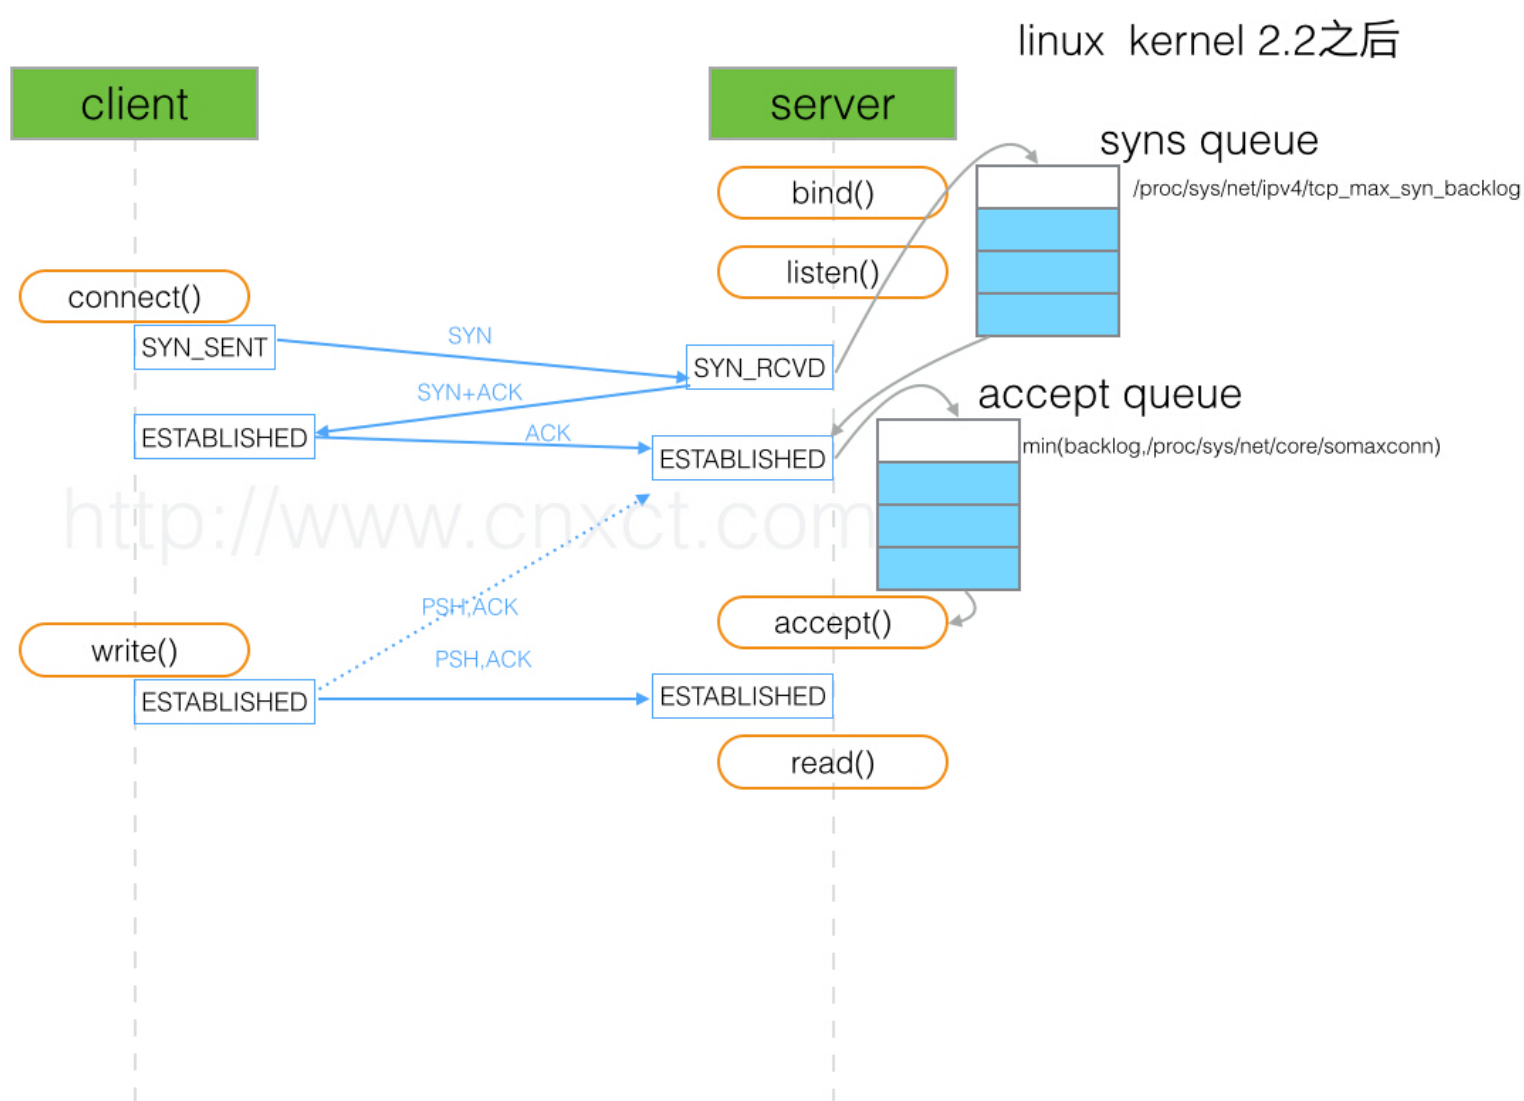 linux kernel 2.2之后
client
server
syns queue
/proc/sys/net/ipv4/tcp_max_syn_backlog
bind()
listen()
connect()
SYN_SENT
SYN
SYN_RCVD
SYN+ACK
accept queue
ESTABLISHED
ACK
ESTABLISHED
min(backlog,/proc/sys/net/core/somaxconn)
http://www.cnxct.com
PSH,ACK
accept()
write()
PSH,ACK
ESTABLISHED
ESTABLISHED
read()